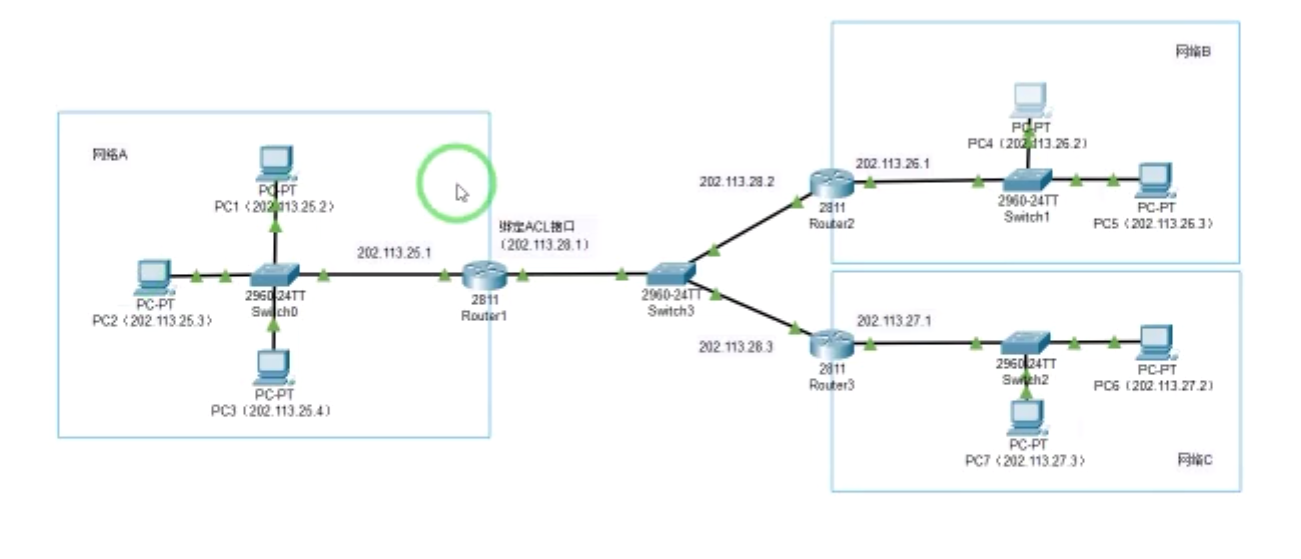 网络A
PC-PT
PC1（202.113.25.2）
PC-PT
PC2（202.113.25.3）
2960-24TT
Switch0
PC-PT
PC3（202.113.25.4）
202.113.25.1
绑定ACL接口
（202.113.28.1）
2811
Router1
2960-24TT
Switch3
202.113.28.2
2811
Router2
202.113.28.3
2811
Router3
网络B
202.113.26.1
PC-PT
PC4（202.113.26.2）
2960-24TT
Switch1
PC-PT
PC5（202.113.26.3）
202.113.27.1
2960-24TT
Switch2
PC-PT
PC6（202.113.27.2）
PC-PT
PC7（202.113.27.3）
网络C